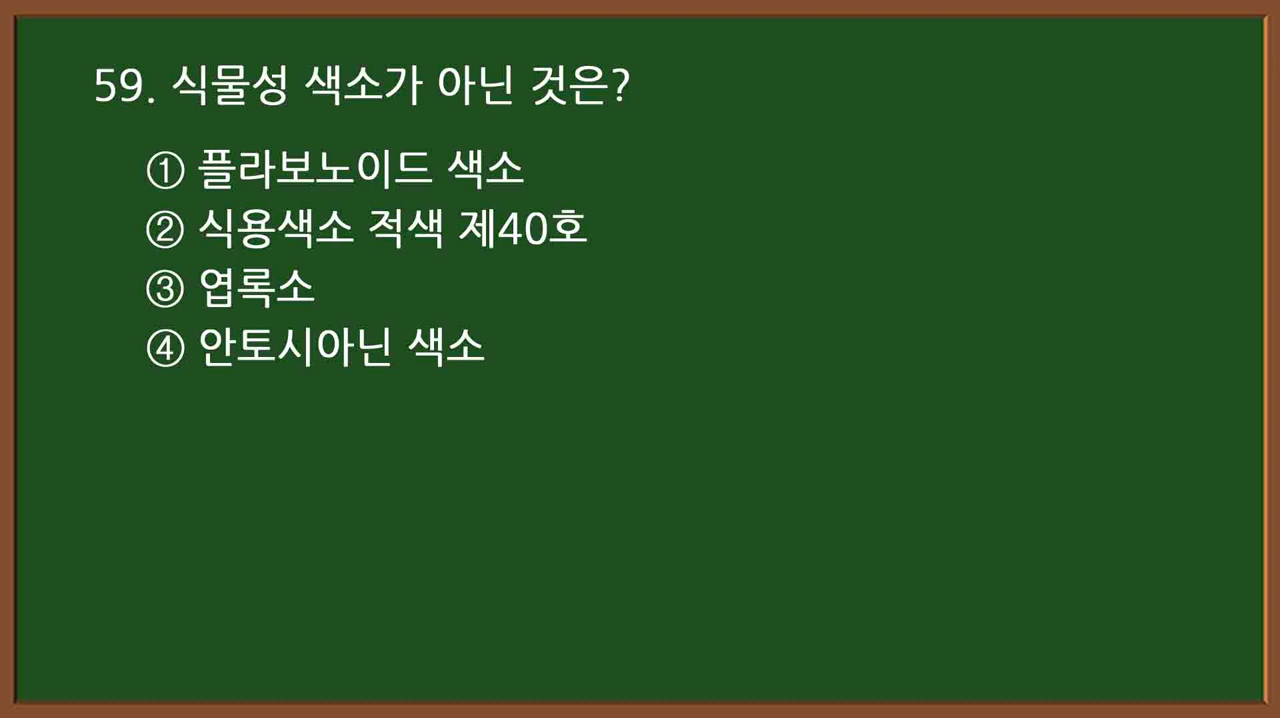 59. 식물성 색소가 아닌 것은?
① 플라보노이드 색소
② 식용색소 적색 제40호
③ 엽록소
④ 안토시아닌 색소